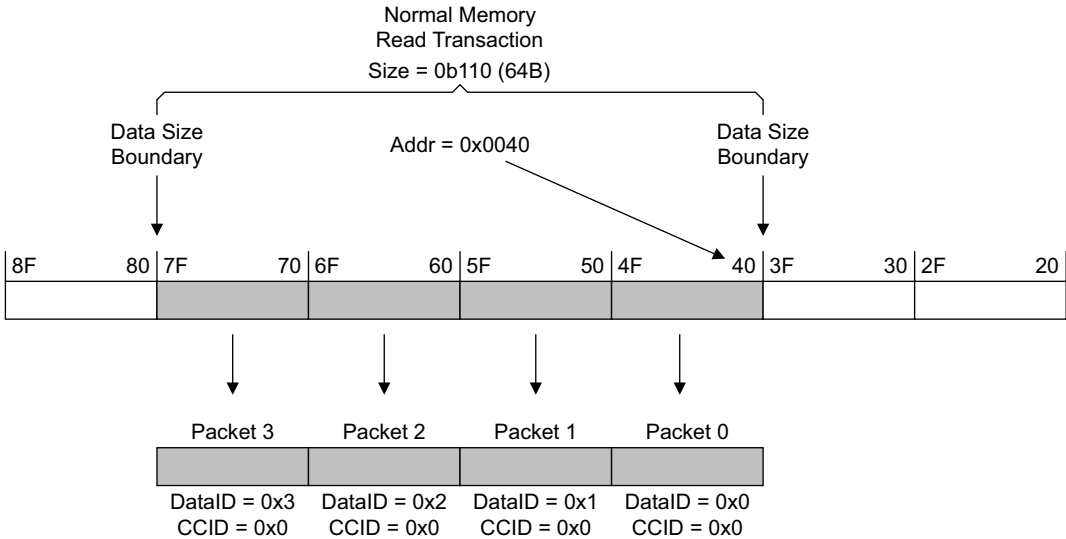 Normal Memory
Read Transaction
Size = 0b110 (64B)
Data Size
Boundary
Addr = 0x0040
Data Size
Boundary
8F 80 7F 70 6F 60 5F 50 4F 40 3F 30 2F 20
Packet 3 Packet 2 Packet 1 Packet 0
DataID = 0x3 DataID = 0x2 DataID = 0x1 DataID = 0x0
CCID = 0x0 CCID = 0x0 CCID = 0x0 CCID = 0x0